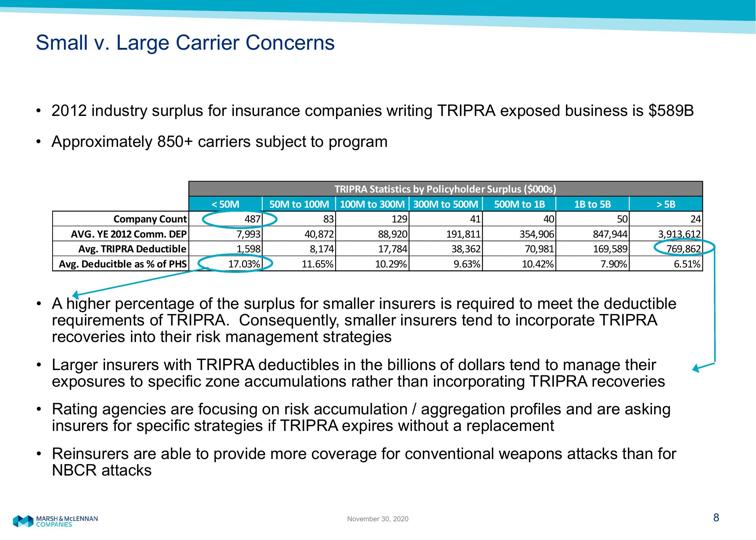 Small v. Large Carrier Concerns
• 2012 industry surplus for insurance companies writing TRIPRA exposed business is $589B
• Approximately 850+ carriers subject to program
TRIPRA Statistics by Policyholder Surplus ($000s)
< 50M 50M to 100M 100M to 300M 300M to 500M 500M to 1B 1B to 5B > 5B
Company Count 487 83 129 41 40 50 24
AVG. YE 2012 Comm. DEP 7,993 40,872 88,920 191,811 354,906 847,944 3,913,612
Avg. TRIPRA Deductible 1,598 8,174 17,784 38,362 70,981 169,589 769,862
Avg. Deducitble as % of PHS 17.03% 11.65% 10.29% 9.63% 10.42% 7.90% 6.51%
• A higher percentage of the surplus for smaller insurers is required to meet the deductible
requirements of TRIPRA. Consequently, smaller insurers tend to incorporate TRIPRA
recoveries into their risk management strategies
• Larger insurers with TRIPRA deductibles in the billions of dollars tend to manage their
exposures to specific zone accumulations rather than incorporating TRIPRA recoveries
• Rating agencies are focusing on risk accumulation / aggregation profiles and are asking
insurers for specific strategies if TRIPRA expires without a replacement
• Reinsurers are able to provide more coverage for conventional weapons attacks than for
NBCR attacks
MARSH & McLENNAN
COMPANIES
November 30, 2020
8